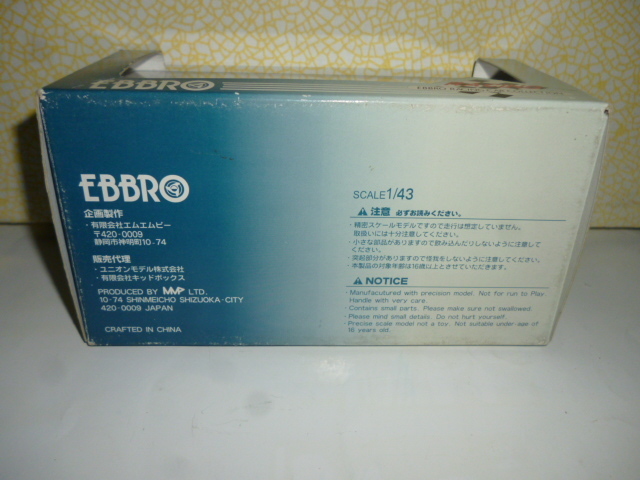 EBBRO
EBBRO
EBBRO
企画製作
・有限会社エムエムピー
〒420-0009
静岡市神明町10-74
販売代理
・ユニオンモデル株式会社
・有限会社キッドボックス
PRODUCED BY MMP LTD.
10-74 SHINMEICHO SHIZUOKA-CITY
420-0009 JAPAN
CRAFTED IN CHINA
SCALE1/43
注意 必ずお読みください。
・精密スケールモデルですので走行は想定していません。
取扱いには十分注意してください。
・小さな部品がありますので飲み込んだりしないように注意して
ください。
・突起部分がありますので怪我をしないように注意してください。
・本製品の対象年齢は16歳以上とさせていただきます。
NOTICE
・Manufacutured with precision model. Not for run to Play
Handle with very care.
・Contains small parts. Please make sure not swallowed.
・Please mind small details. Do not hurt yourself.
・Precise scale model not a toy. Not suitable under age of
16 years old.